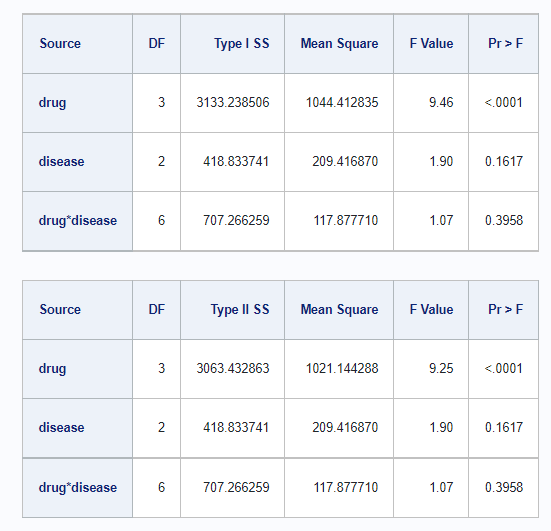 Source DF Type I SS Mean Square F Value Pr > F
drug 3 3133.238506 1044.412835 9.46 <.0001
disease 2 418.833741 209.416870 1.90 0.1617
drug*disease 6 707.266259 117.877710 1.07 0.3958
Source DF Type II SS Mean Square F Value Pr > F
drug 3 3063.432863 1021.144288 9.25 <.0001
disease 2 418.833741 209.416870 1.90 0.1617
drug*disease 6 707.266259 117.877710 1.07 0.3958